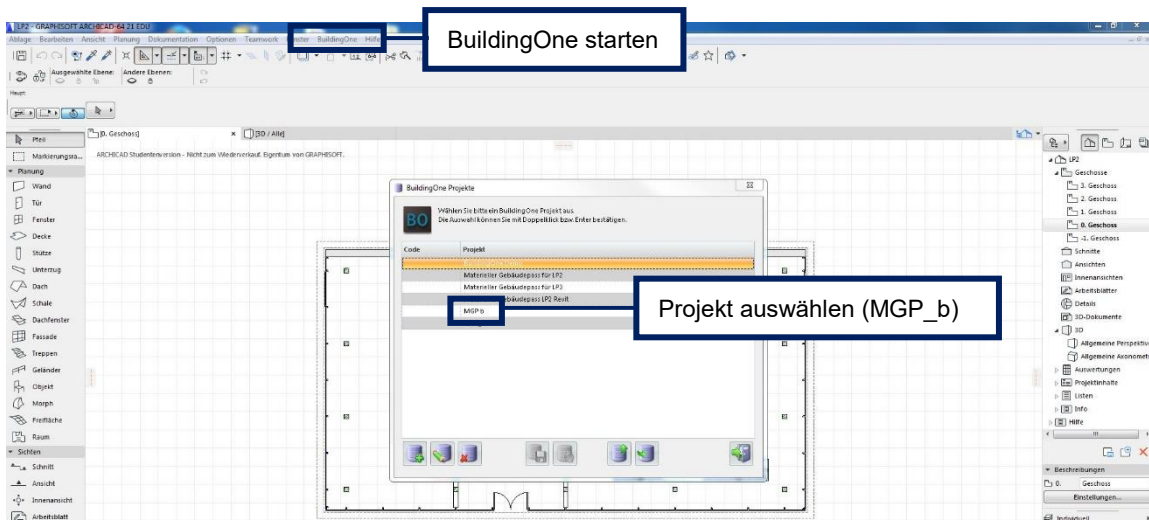 LP2 - GRAPHISOFT ARCHICAD-64 21 EDU
Ablage Bearbeiten Ansicht Planung Dokumentation Optionen Teamwork Fenster BuildingOne Hilfe
BuildingOne starten
Ausgewählte Ebene: Andere Ebenen:
Haupt:
Pfeil
[0. Geschoss]
[3D / Alle]
Markierungsra...
ARCHICAD Studentenversion - Nicht zum Wiederverkauf. Eigentum von GRAPHISOFT.
Planung
Wand
Tür
Fenster
Decke
Stütze
Unterzug
Dach
Schale
Dachfenster
Fassade
Treppen
Geländer
Objekt
Morph
Freifläche
Raum
Sichten
Schnitt
Ansicht
Innenansicht
Arbeitsblatt
BuildingOne Projekte
BO
Wählen Sie bitte ein BuildingOne Projekt aus.
Die Auswahl können Sie mit Doppelklick bzw. Enter bestätigen.
Code Projekt
Materieller Gebäudepass für LP2
Materieller Gebäudepass für LP3
Gebäudepass LP2 Revit
MGP b
Projekt auswählen (MGP_b)
LP2
Geschosse
3. Geschoss
2. Geschoss
1. Geschoss
0. Geschoss
-1. Geschoss
Schnitte
Ansichten
Innenansichten
Arbeitsblätter
Details
3D-Dokumente
3D
Allgemeine Perspektive
Allgemeine Axonomet
Auswertungen
Projektinhalte
Listen
Info
Hilfe
Beschreibungen
0. Geschoss
Einstellungen...
Individuell